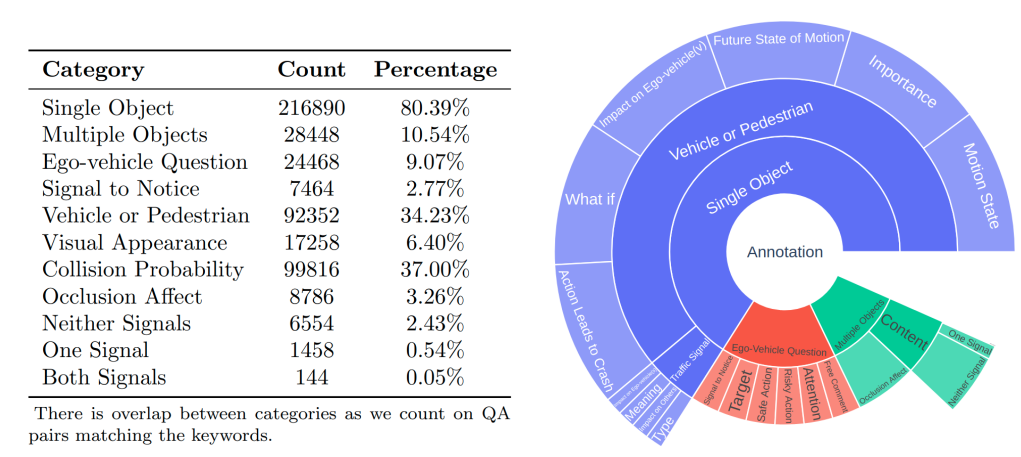 Category Count Percentage
Single Object 216890 80.39%
Multiple Objects 28448 10.54%
Ego-vehicle Question 24468 9.07%
Signal to Notice 7464 2.77%
Vehicle or Pedestrian 92352 34.23%
Visual Appearance 17258 6.40%
Collision Probability 99816 37.00%
Occlusion Affect 8786 3.26%
Neither Signals 6554 2.43%
One Signal 1458 0.54%
Both Signals 144 0.05%
There is overlap between categories as we count on QA
pairs matching the keywords.
Annotation
Single Object
Vehicle or Pedestrian
Motion State
Importance
Future State of Motion
Impact on Ego-vehicle(v)
What if
Action Leads to Crash
Traffic Signal
Meaning
Impact on Others
Type
Ego-Vehicle Question
Signal to Notice
Target
Safe Action
Risky Action
Attention
Free Comment
Multiple Objects
Occlusion Affect
Content
Neither Signal
One Signal